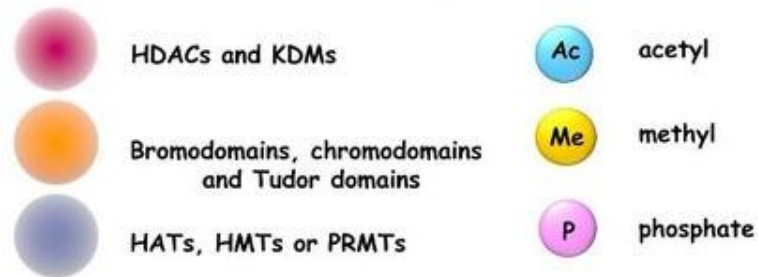 HDACs and KDMs
Ac
acetyl
Bromodomains, chromodomains
and Tudor domains
Me
methyl
HATs, HMTs or PRMTs
P
phosphate